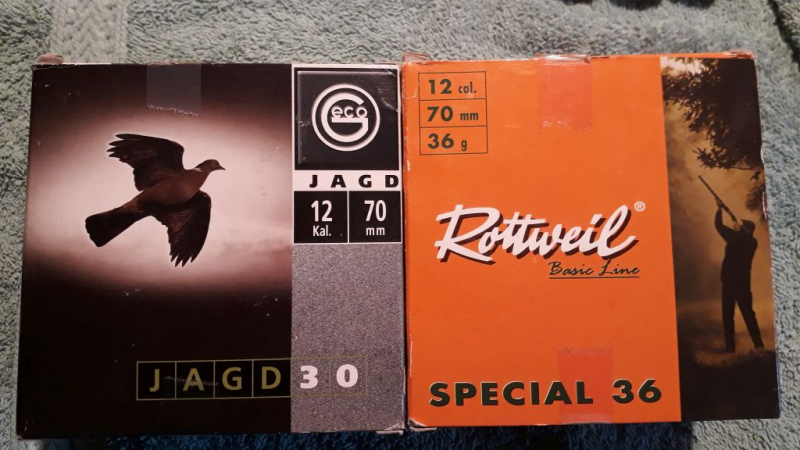 Geco
JAGD
12 Kal.
70 mm
JAGD 30
12 cal.
70 mm
36 g
Rottweil®
Basic Line
SPECIAL 36